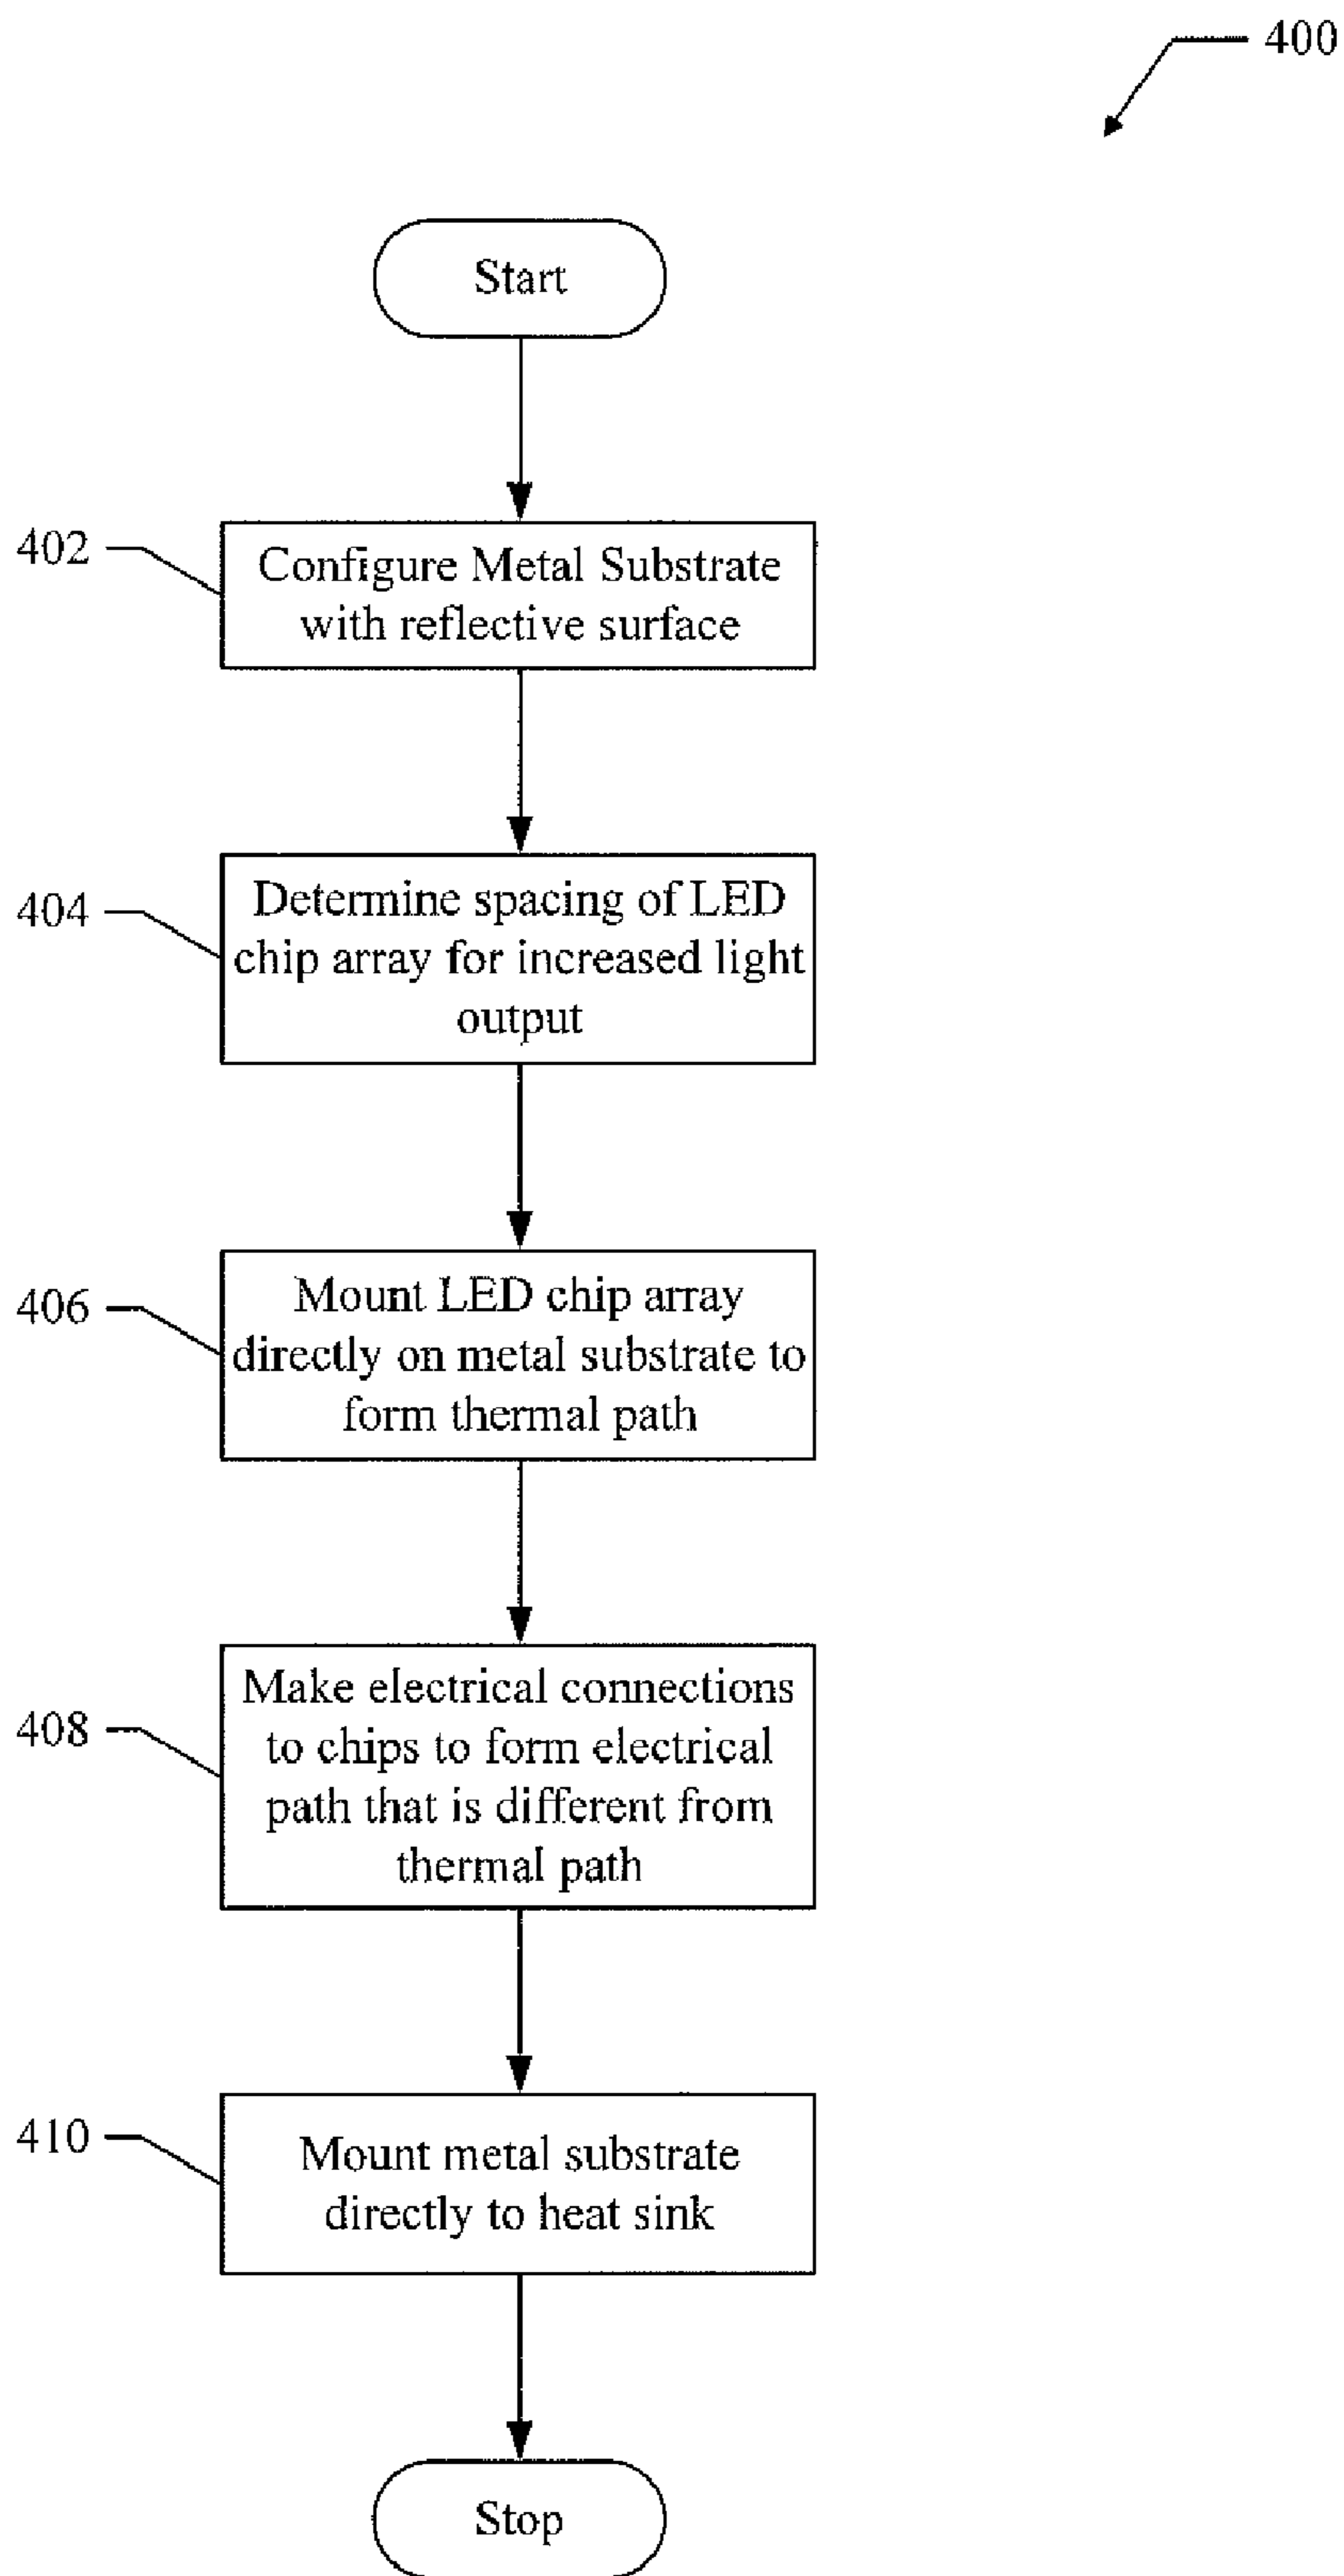 400
Start
402
Configure Metal Substrate
with reflective surface
404
Determine spacing of LED
chip array for increased light
output
406
Mount LED chip array
directly on metal substrate to
form thermal path
408
Make electrical connections
to chips to form electrical
path that is different from
thermal path
410
Mount metal substrate
directly to heat sink
Stop